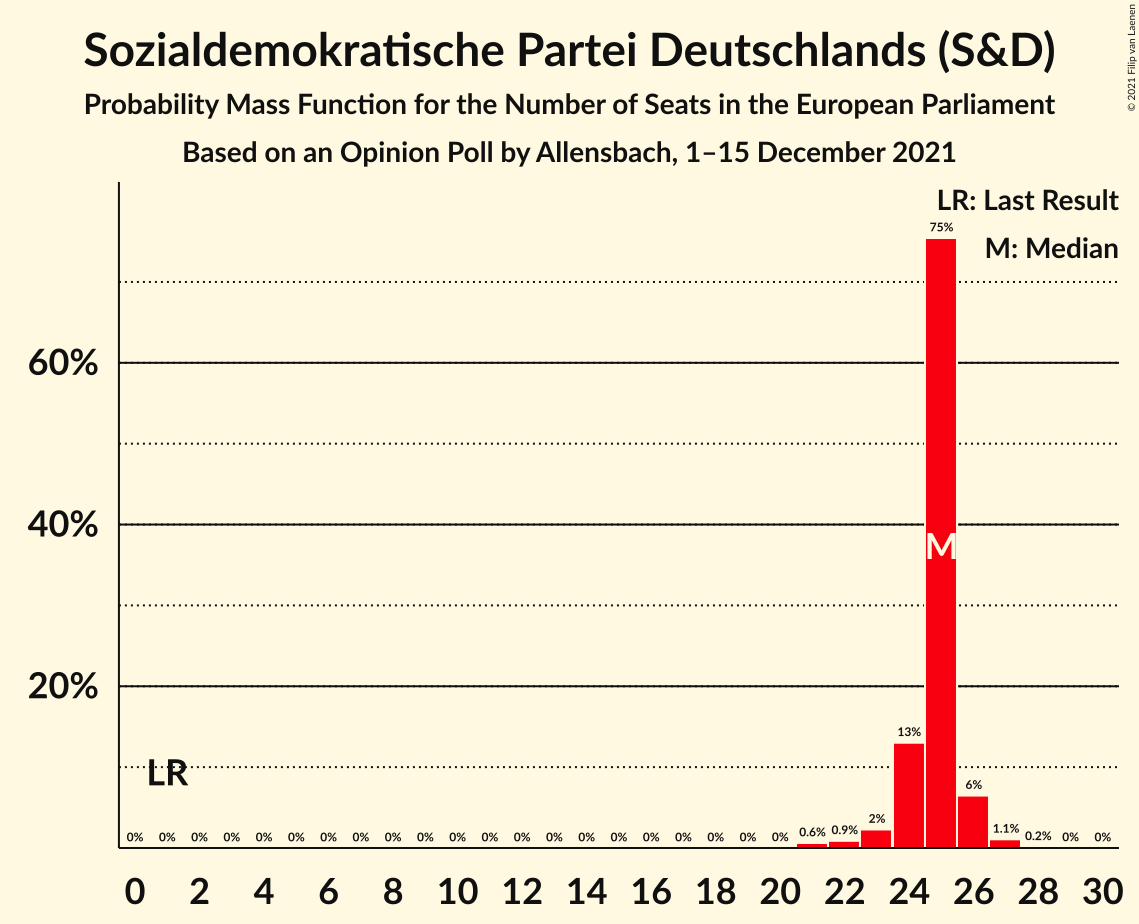 Sozialdemokratische Partei Deutschlands (S&D)
Probability Mass Function for the Number of Seats in the European Parliament
Based on an Opinion Poll by Allensbach, 1–15 December 2021
© 2021 Filip van Laenen
LR: Last Result
M: Median
75%
60%
40%
M
20%
13%
LR
6%
0% 0% 0% 0% 0% 0% 0% 0% 0% 0% 0% 0% 0% 0% 0% 0% 0% 0% 0% 0% 0% 0.6% 0.9% 2% 1.1% 0.2% 0% 0%
0 2 4 6 8 10 12 14 16 18 20 22 24 26 28 30